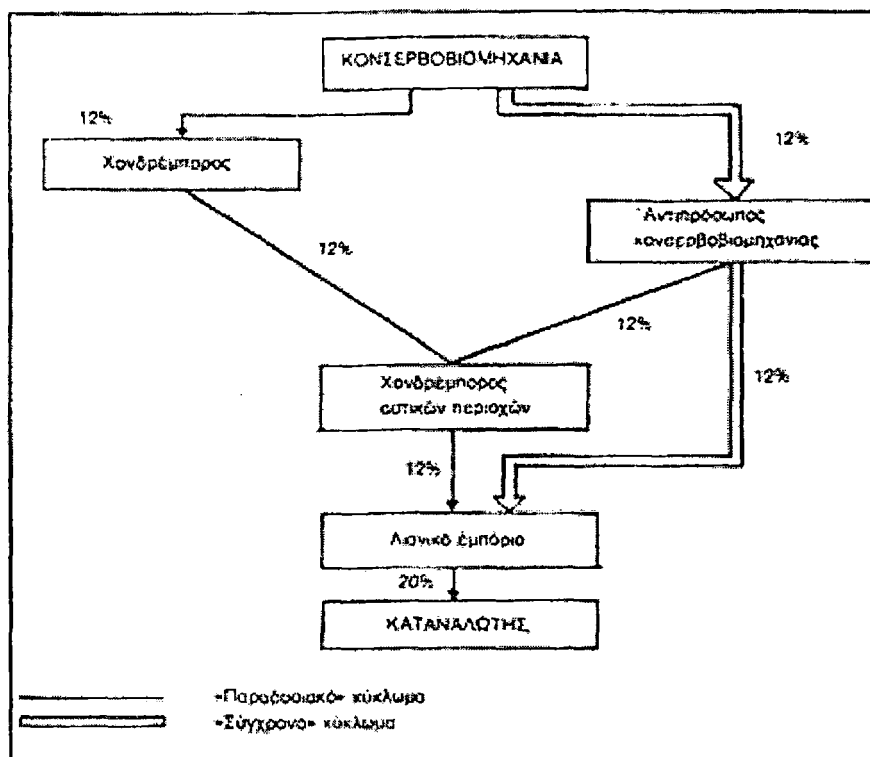 ΚΟΝΣΕΡΒΟΒΙΟΜΗΧΑΝΙΑ
12%
12%
Χονδρέμπορος
Ἀντιπρόσωπος
κονσερβοβιομηχανίας
12%
12%
12%
Χονδρέμπορος
αστικών περιοχών
12%
Λιανικό έμπόριο
20%
ΚΑΤΑΝΑΛΩΤΗΣ
«Παραδοσιακό» κύκλωμα
«Σύγχρονο» κύκλωμα